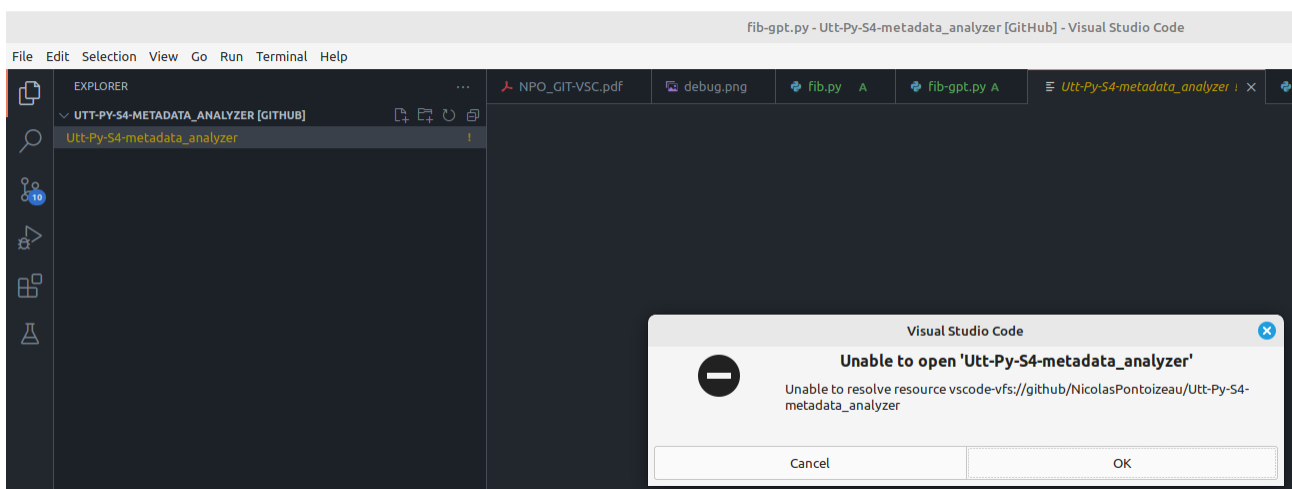 fib-gpt.py - Utt-Py-S4-metadata_analyzer [GitHub] - Visual Studio Code
File Edit Selection View Go Run Terminal Help
EXPLORER ···
NPO_GIT-VSC.pdf debug.png fib.py A fib-gpt.py A Utt-Py-S4-metadata_analyzer !
UTT-PY-S4-METADATA_ANALYZER [GITHUB]
Utt-Py-S4-metadata_analyzer !
10
Visual Studio Code
Unable to open 'Utt-Py-S4-metadata_analyzer'
Unable to resolve resource vscode-vfs://github/NicolasPontoizeau/Utt-Py-S4-
metadata_analyzer
Cancel OK